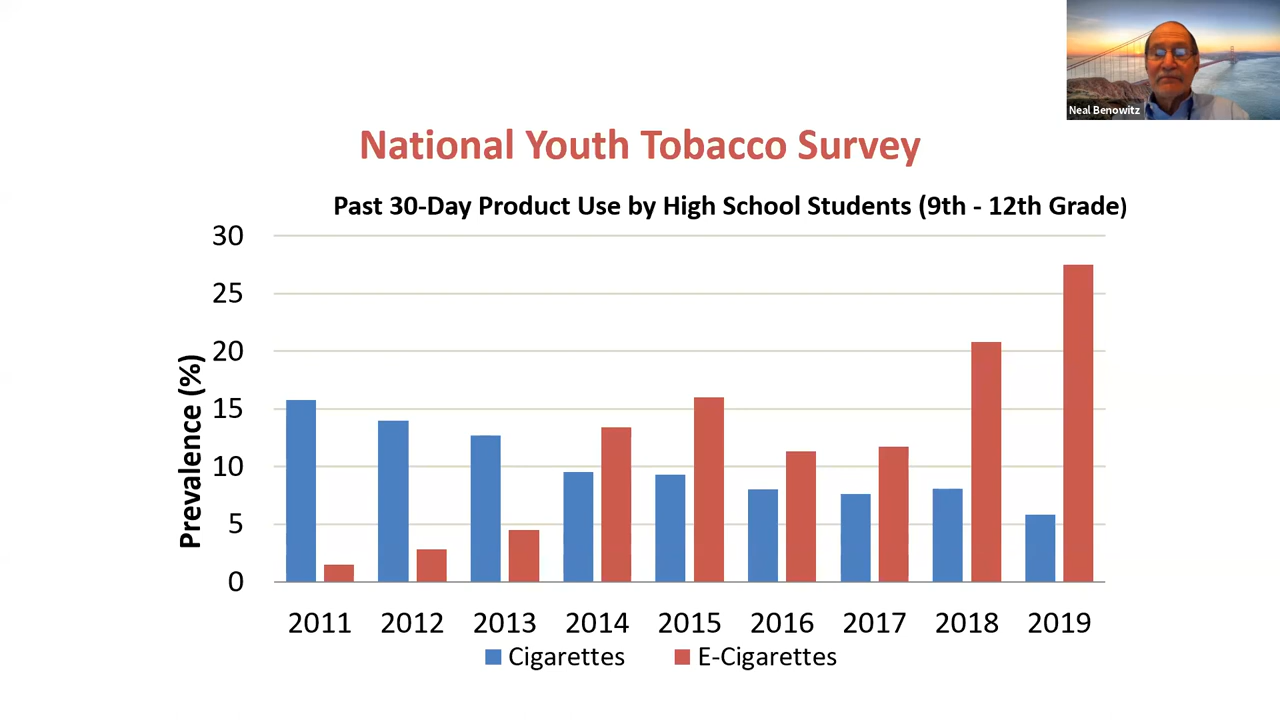 Neal Benowitz
National Youth Tobacco Survey
Past 30-Day Product Use by High School Students (9th - 12th Grade)
Prevalence (%)
30
25
20
15
10
5
0
2011 2012 2013 2014 2015 2016 2017 2018 2019
Cigarettes E-Cigarettes